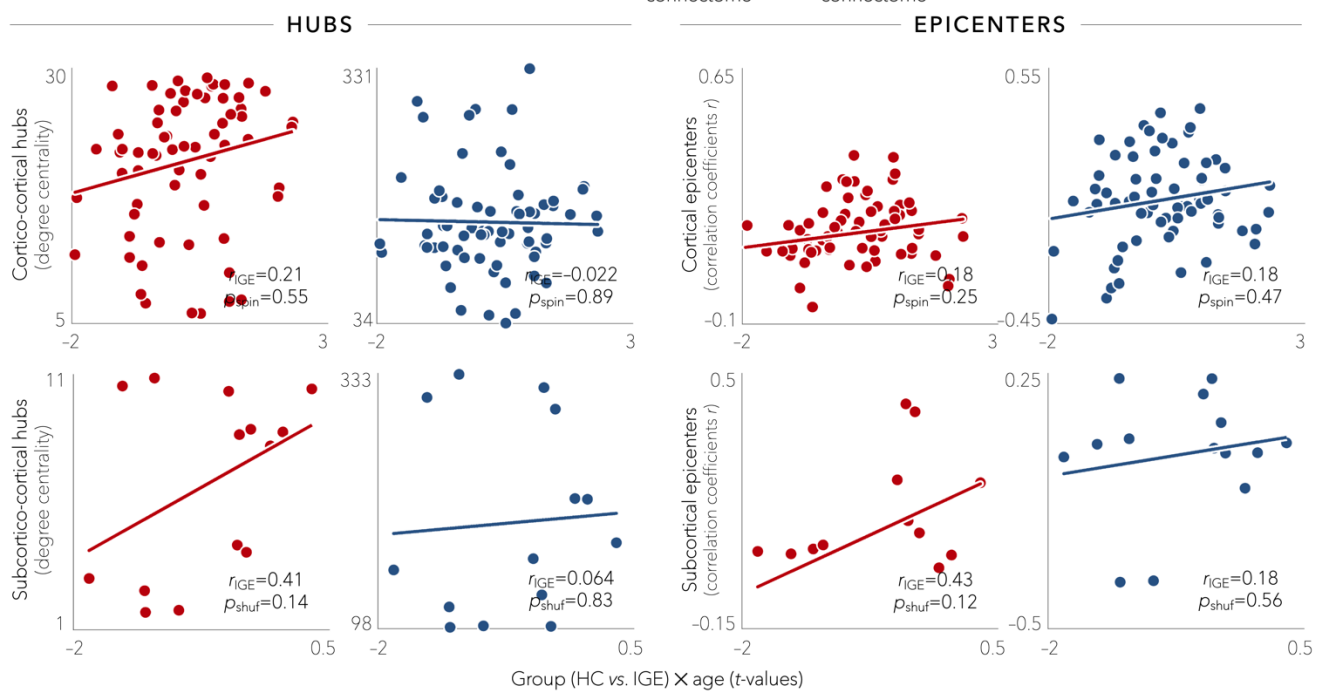 connectome connectome
HUBS EPICENTERS
Cortico-cortical hubs
(degree centrality)
30
5
–2 3
rIGE=0.21
pspin=0.55
331
34
–2 3
rIGE=–0.022
pspin=0.89
Cortical epicenters
(correlation coefficients r)
0.65
–0.1
–2 3
rIGE=0.18
pspin=0.25
0.55
–0.45
–2 3
rIGE=0.18
pspin=0.47
Subcortico-cortical hubs
(degree centrality)
11
1
–2 0.5
rIGE=0.41
pshuf=0.14
333
98
–2 0.5
rIGE=0.064
pshuf=0.83
Subcortical epicenters
(correlation coefficients r)
0.5
–0.15
–2 0.5
rIGE=0.43
pshuf=0.12
0.25
–0.5
–2 0.5
rIGE=0.18
pshuf=0.56
Group (HC vs. IGE) × age (t-values)